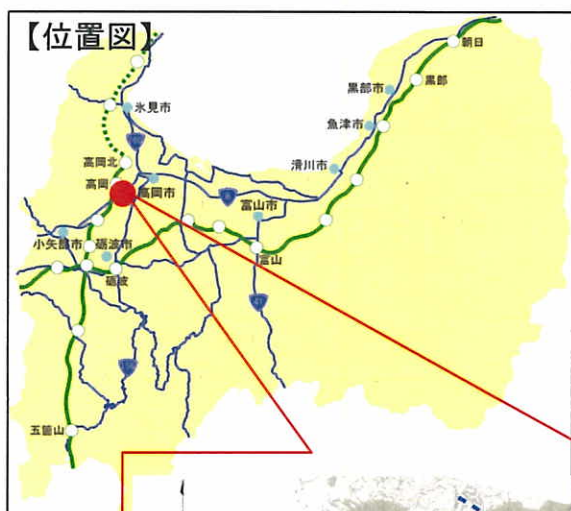 【位置図】
朝日
黒部市
黒郎
氷見市
魚津市
高岡北
滑川市
高岡
高岡市
8
富山市
小矢部市
砺波市
富山
砺波
41
五箇山